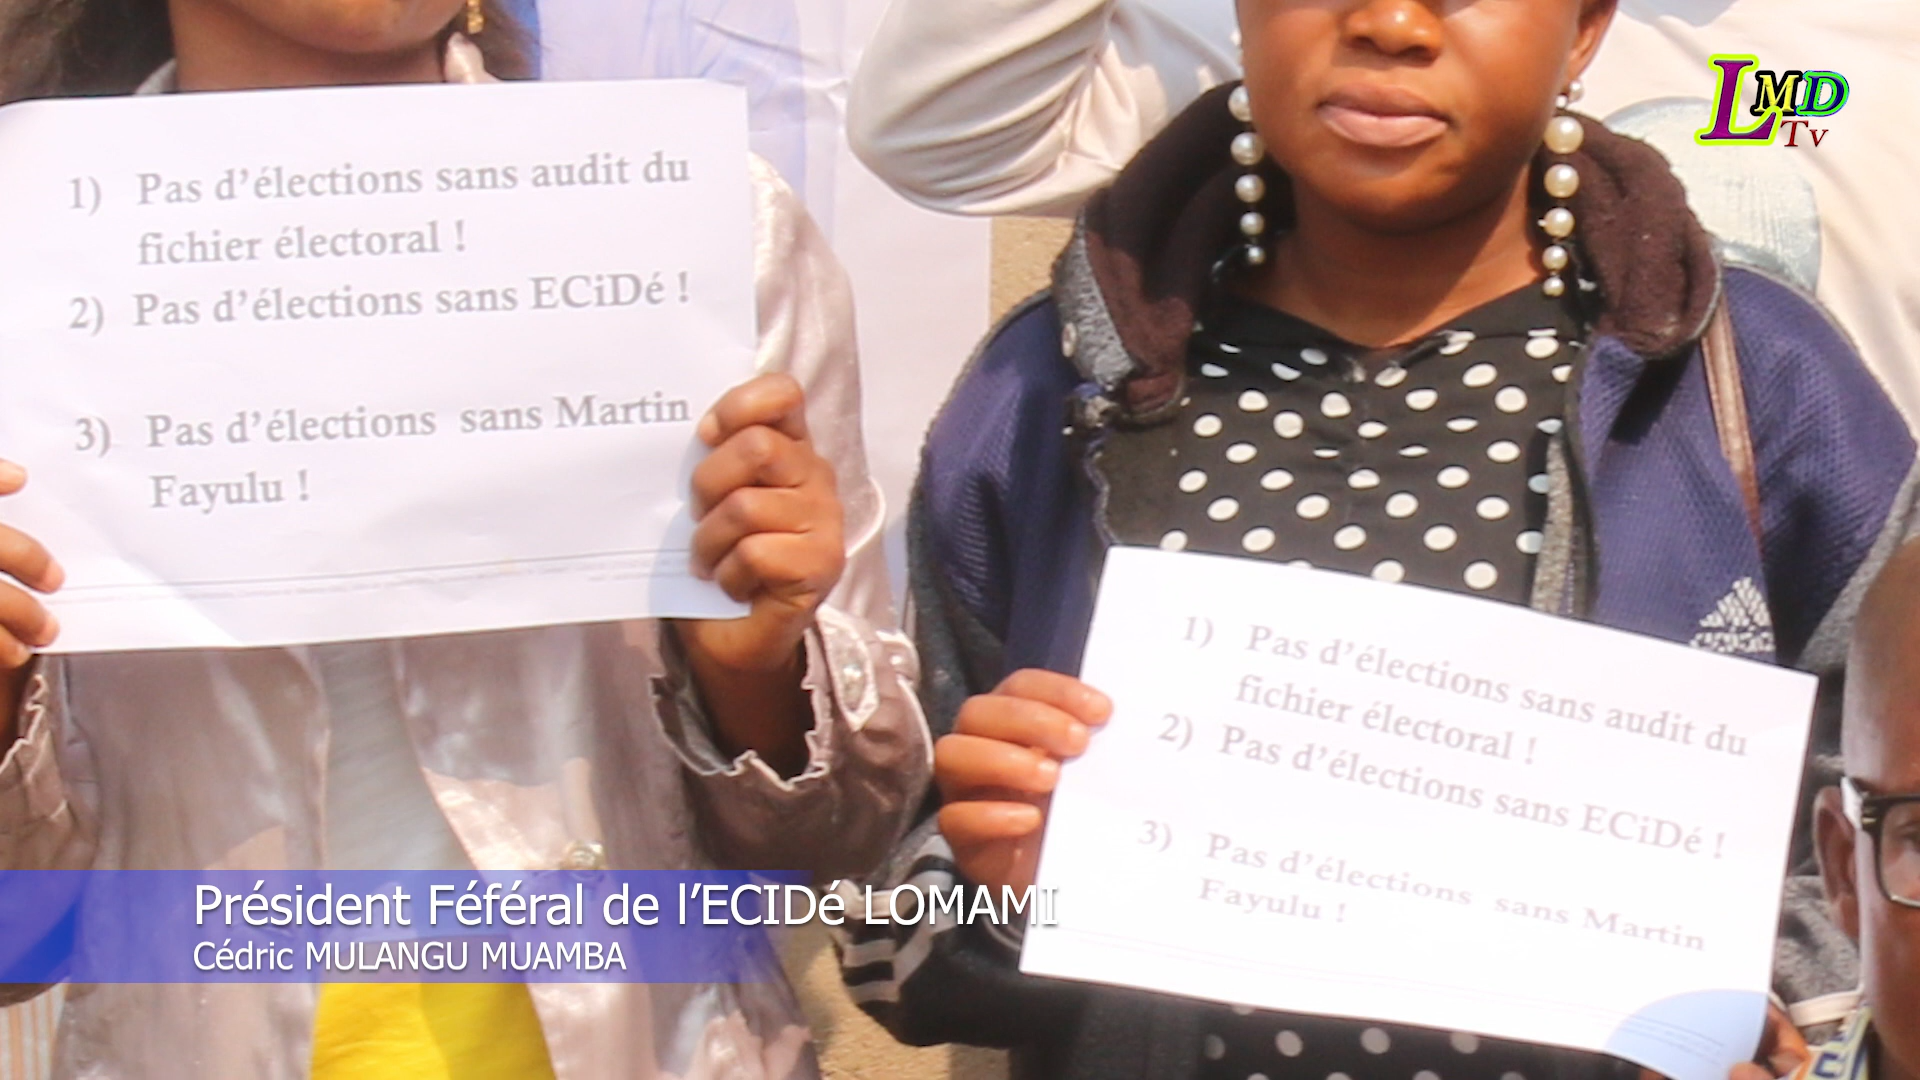 LMD
Tv
1) Pas d'élections sans audit du
fichier électoral !
2) Pas d'élections sans ECiDé !
3) Pas d'élections sans Martin
Fayulu !
1) Pas d'élections sans audit du
fichier électoral !
2) Pas d'élections sans ECiDé !
3) Pas d'élections sans Martin
Fayulu !
Président Féféral de l'ECIDé LOMAMI
Cédric MULANGU MUAMBA